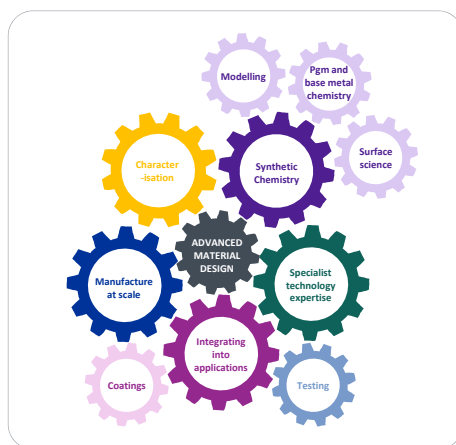 Modelling
Pgm and
base metal
chemistry
Surface
science
Character
-isation
Synthetic
Chemistry
ADVANCED
MATERIAL
DESIGN
Manufacture
at scale
Specialist
technology
expertise
Integrating
into
applications
Coatings
Testing